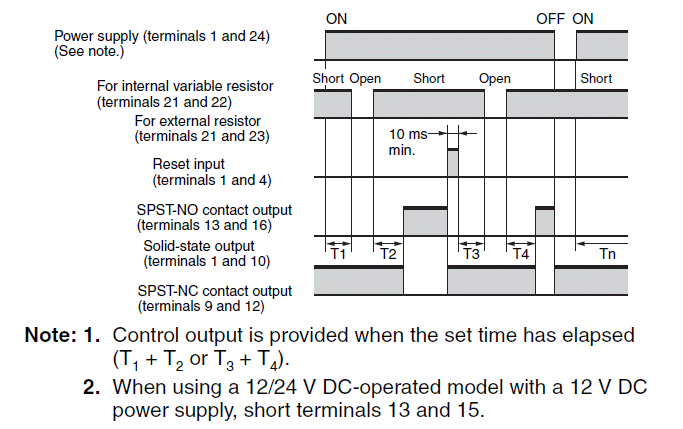 ON
OFF ON
Power supply (terminals 1 and 24)
(See note.)
Short Open Short Open Short
For internal variable resistor
(terminals 21 and 22)
For external resistor
(terminals 21 and 23)
10 ms
min.
Reset input
(terminals 1 and 4)
SPST-NO contact output
(terminals 13 and 16)
Solid-state output
(terminals 1 and 10)
T1 T2 T3 T4 Tn
SPST-NC contact output
(terminals 9 and 12)
Note: 1. Control output is provided when the set time has elapsed
(T1 + T2 or T3 + T4).
2. When using a 12/24 V DC-operated model with a 12 V DC
power supply, short terminals 13 and 15.